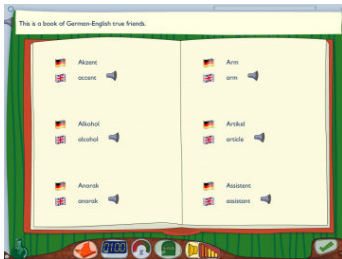 This is a book of German-English true friends.
Akzent
accent
Alkohol
alcohol
Anorak
anorak
Arm
arm
Artikel
article
Assistent
assistant